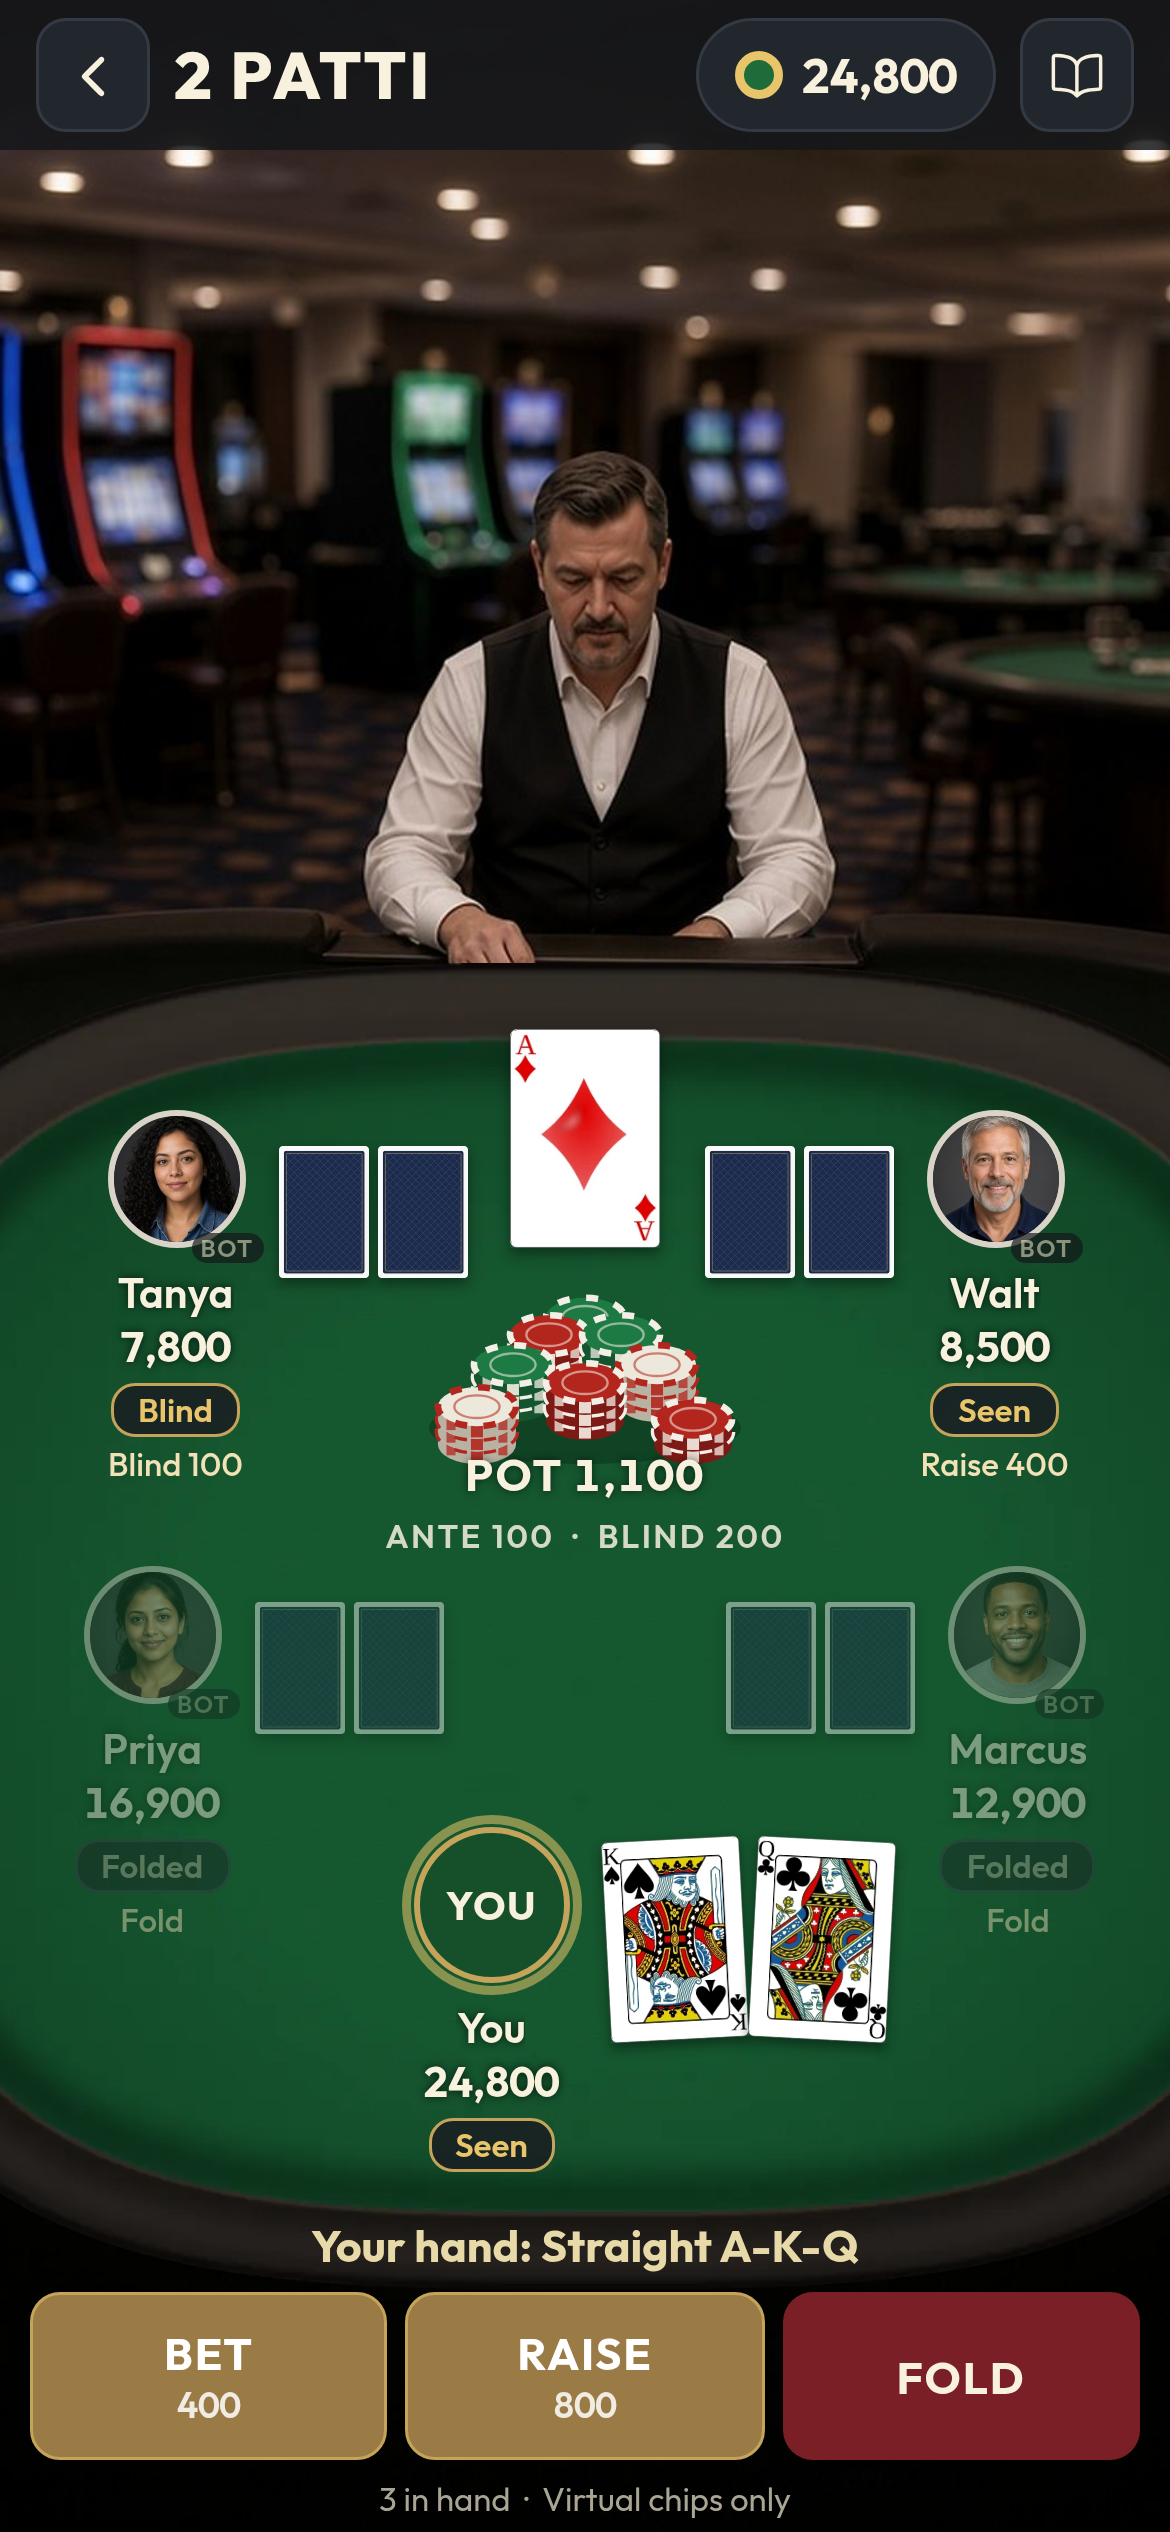 2 PATTI
24,800
A
A
BOT
Tanya
7,800
Blind
Blind 100
BOT
Walt
8,500
Seen
Raise 400
POT 1,100
ANTE 100 · BLIND 200
BOT
Priya
16,900
Folded
Fold
BOT
Marcus
12,900
Folded
Fold
YOU
K
K
Q
Q
You
24,800
Seen
Your hand: Straight A-K-Q
BET
400
RAISE
800
FOLD
3 in hand · Virtual chips only